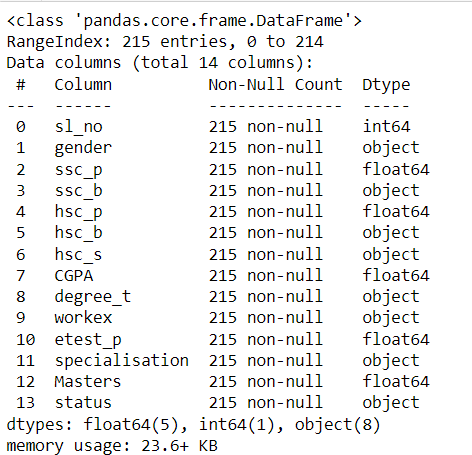 <class 'pandas.core.frame.DataFrame'>
RangeIndex: 215 entries, 0 to 214
Data columns (total 14 columns):
 #   Column          Non-Null Count  Dtype
---  ------          --------------  -----
 0   sl_no           215 non-null    int64
 1   gender          215 non-null    object
 2   ssc_p           215 non-null    float64
 3   ssc_b           215 non-null    object
 4   hsc_p           215 non-null    float64
 5   hsc_b           215 non-null    object
 6   hsc_s           215 non-null    object
 7   CGPA            215 non-null    float64
 8   degree_t        215 non-null    object
 9   workex          215 non-null    object
 10  etest_p         215 non-null    float64
 11  specialisation  215 non-null    object
 12  Masters         215 non-null    float64
 13  status          215 non-null    object
dtypes: float64(5), int64(1), object(8)
memory usage: 23.6+ KB